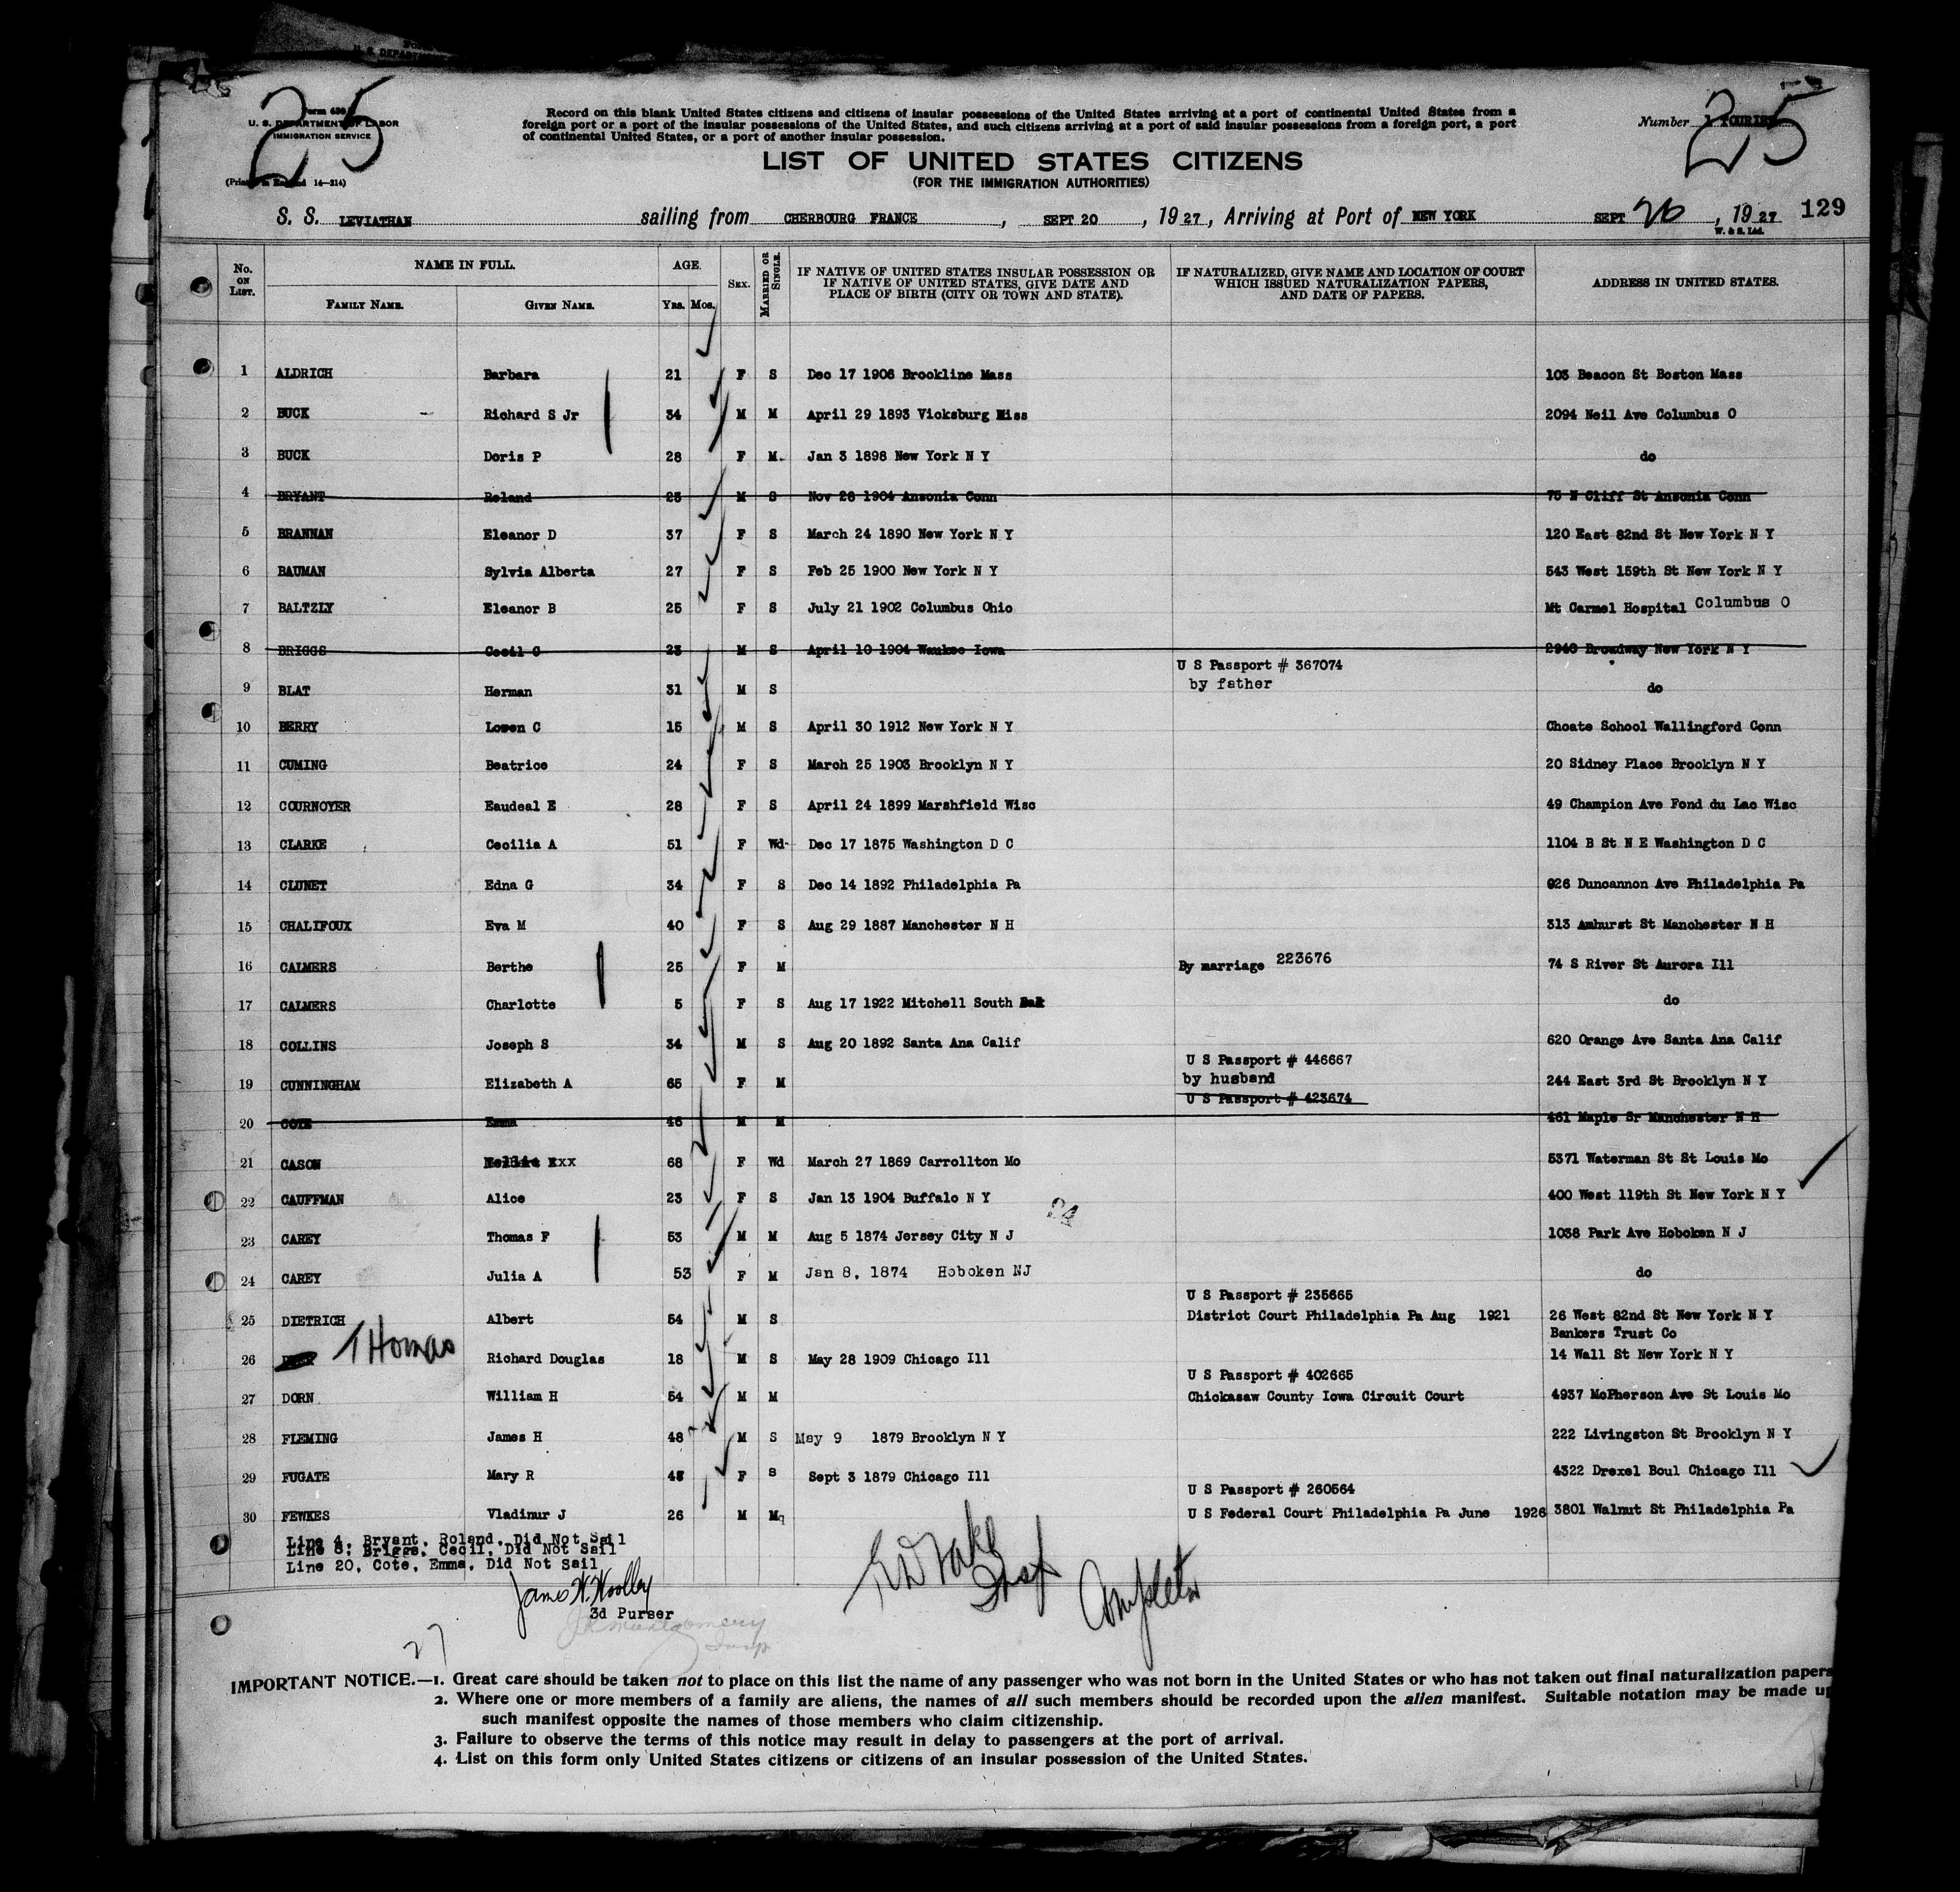 25
25
Form 630
U. S. DEPARTMENT OF LABOR
IMMIGRATION SERVICE
14—214)
Record on this blank United States citizens and citizens of insular possessions of the United States arriving at a port of continental United States from a
foreign port or a port of the insular possessions of the United States, and such citizens arriving at a port of said insular possessions from a foreign port, a port
of continental United States, or a port of another insular possession.
Number
LIST OF UNITED STATES CITIZENS
(FOR THE IMMIGRATION AUTHORITIES)
S. S. LEVIATHAN sailing from CHERBOURG FRANCE, SEPT 20, 1927, Arriving at Port of NEW YORK SEPT 26, 1927 129
W. & S. Ltd.
No. ON LIST. NAME IN FULL. FAMILY NAME. GIVEN NAME. AGE. YRS. MOS. SEX. MARRIED OR SINGLE. IF NATIVE OF UNITED STATES INSULAR POSSESSION OR IF NATIVE OF UNITED STATES, GIVE DATE AND PLACE OF BIRTH (CITY OR TOWN AND STATE). IF NATURALIZED, GIVE NAME AND LOCATION OF COURT WHICH ISSUED NATURALIZATION PAPERS, AND DATE OF PAPERS. ADDRESS IN UNITED STATES.
1 ALDRICH Barbara 21 F S Dec 17 1906 Brookline Mass 103 Beacon St Boston Mass
2 BUCK Richard S Jr 34 M M April 29 1893 Vicksburg Miss 2094 Neil Ave Columbus O
3 BUCK Doris P 28 F M Jan 3 1898 New York N Y do
4 BRYANT Roland 23 M S Nov 28 1904 Ansonia Conn 75 N Cliff St Ansonia Conn
5 BRANNAN Eleanor D 37 F S March 24 1890 New York N Y 120 East 82nd St New York N Y
6 BAUMAN Sylvia Alberta 27 F S Feb 25 1900 New York N Y 543 West 159th St New York N Y
7 BALTZLY Eleanor B 25 F S July 21 1902 Columbus Ohio Mt Carmel Hospital Columbus O
8 BRIGGS Cecil C 23 M S April 10 1904 Waukee Iowa 2940 Broadway New York N Y
U S Passport # 367074
9 BLAT Herman 31 M S by father do
10 BERRY Loren C 15 M S April 30 1912 New York N Y Choate School Wallingford Conn
11 CUMING Beatrice 24 F S March 25 1903 Brooklyn N Y 20 Sidney Place Brooklyn N Y
12 COURNOYER Eaudeal E 28 F S April 24 1899 Marshfield Wisc 49 Champion Ave Fond du Lac Wisc
13 CLARKE Cecilia A 51 F Wd Dec 17 1875 Washington D C 1104 B St N E Washington D C
14 CLUNET Edna G 34 F S Dec 14 1892 Philadelphia Pa 926 Duncannon Ave Philadelphia Pa
15 CHALIFOUX Eva M 40 F S Aug 29 1887 Manchester N H 313 Amhurst St Manchester N H
16 CALMERS Berthe 25 F M By marriage 223676 74 S River St Aurora Ill
17 CALMERS Charlotte 5 F S Aug 17 1922 Mitchell South Dak do
18 COLLINS Joseph S 34 M S Aug 20 1892 Santa Ana Calif 620 Orange Ave Santa Ana Calif
U S Passport # 446667
19 CUNNINGHAM Elizabeth A 65 F M by husband 244 East 3rd St Brooklyn N Y
U S Passport # 423674
20 COTE Emma 46 M M 461 Maple Sr Manchester N H
21 CASON Nellie Exx 68 F Wd March 27 1869 Carrollton Mo 5371 Waterman St St Louis Mo
22 CAUFFMAN Alice 23 F S Jan 13 1904 Buffalo N Y 400 West 119th St New York N Y
23 CAREY Thomas F 53 M M Aug 5 1874 Jersey City N J 1038 Park Ave Hoboken N J
24 CAREY Julia A 53 F M Jan 8, 1874 Hoboken NJ do
U S Passport # 235665
25 DIETRICH Albert 54 M S District Court Philadelphia Pa Aug 1921 26 West 82nd St New York N Y
Bankers Trust Co
26 THomas Richard Douglas 18 M S May 28 1909 Chicago Ill 14 Wall St New York N Y
U S Passport # 402665
27 DORN William H 54 M M Chickasaw County Iowa Circuit Court 4937 McPherson Ave St Louis Mo
28 FLEMING James H 48 M S May 9 1879 Brooklyn N Y 222 Livingston St Brooklyn N Y
29 FUGATE Mary R 48 F S Sept 3 1879 Chicago Ill 4322 Drexel Boul Chicago Ill
U S Passport # 260564
30 FEWKES Vladimur J 26 M M U S Federal Court Philadelphia Pa June 1926 3801 Walnut St Philadelphia Pa
Line 4, Bryant, Roland, Did Not Sail
Line 8, Briggs, Cecil, Did Not Sail
Line 20, Cote, Emma, Did Not Sail
James W. Woolley
3d Purser
Montgomery
Insp
27
IMPORTANT NOTICE.—1. Great care should be taken not to place on this list the name of any passenger who was not born in the United States or who has not taken out final naturalization papers
2. Where one or more members of a family are aliens, the names of all such members should be recorded upon the alien manifest. Suitable notation may be made up
such manifest opposite the names of those members who claim citizenship.
3. Failure to observe the terms of this notice may result in delay to passengers at the port of arrival.
4. List on this form only United States citizens or citizens of an insular possession of the United States.